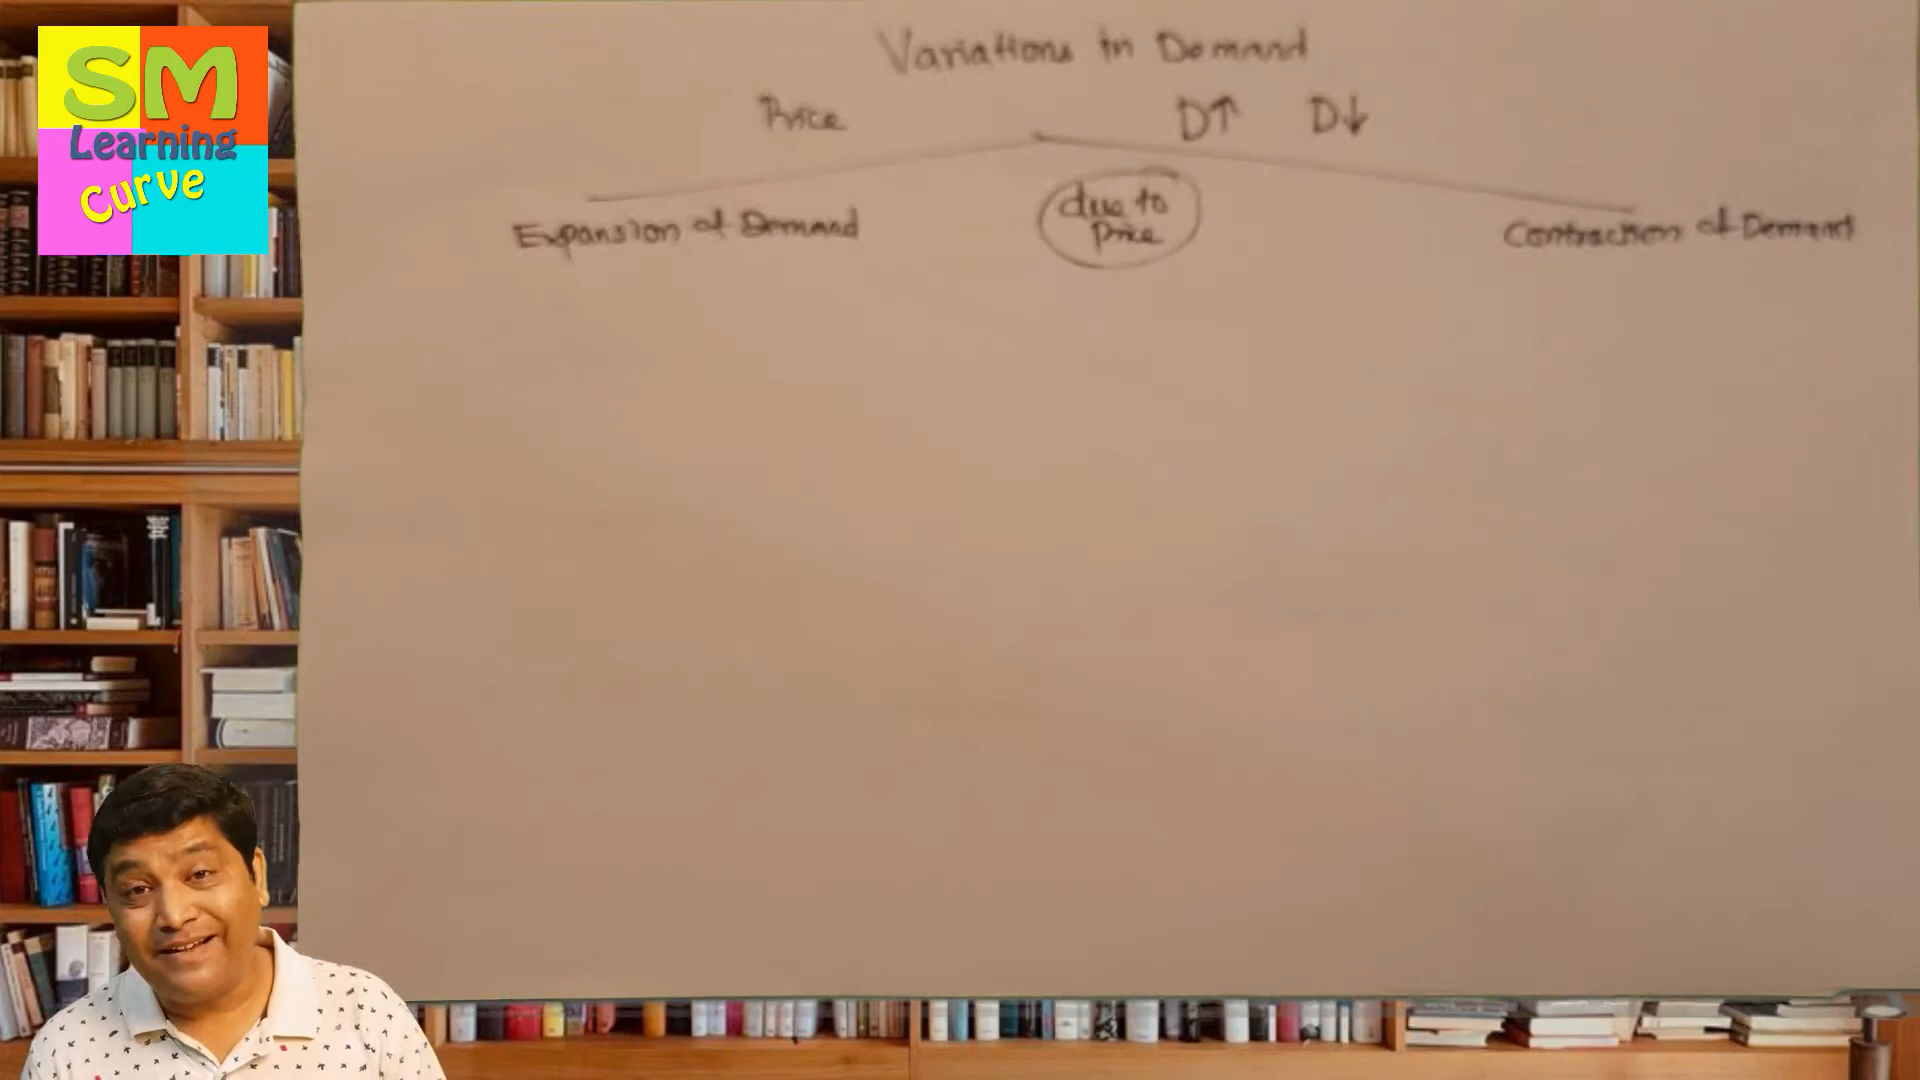 SM
Learning
Curve
Variations in Demand
Price D↑ D↓
Expansion of Demand
due to
Price
Contraction of Demand